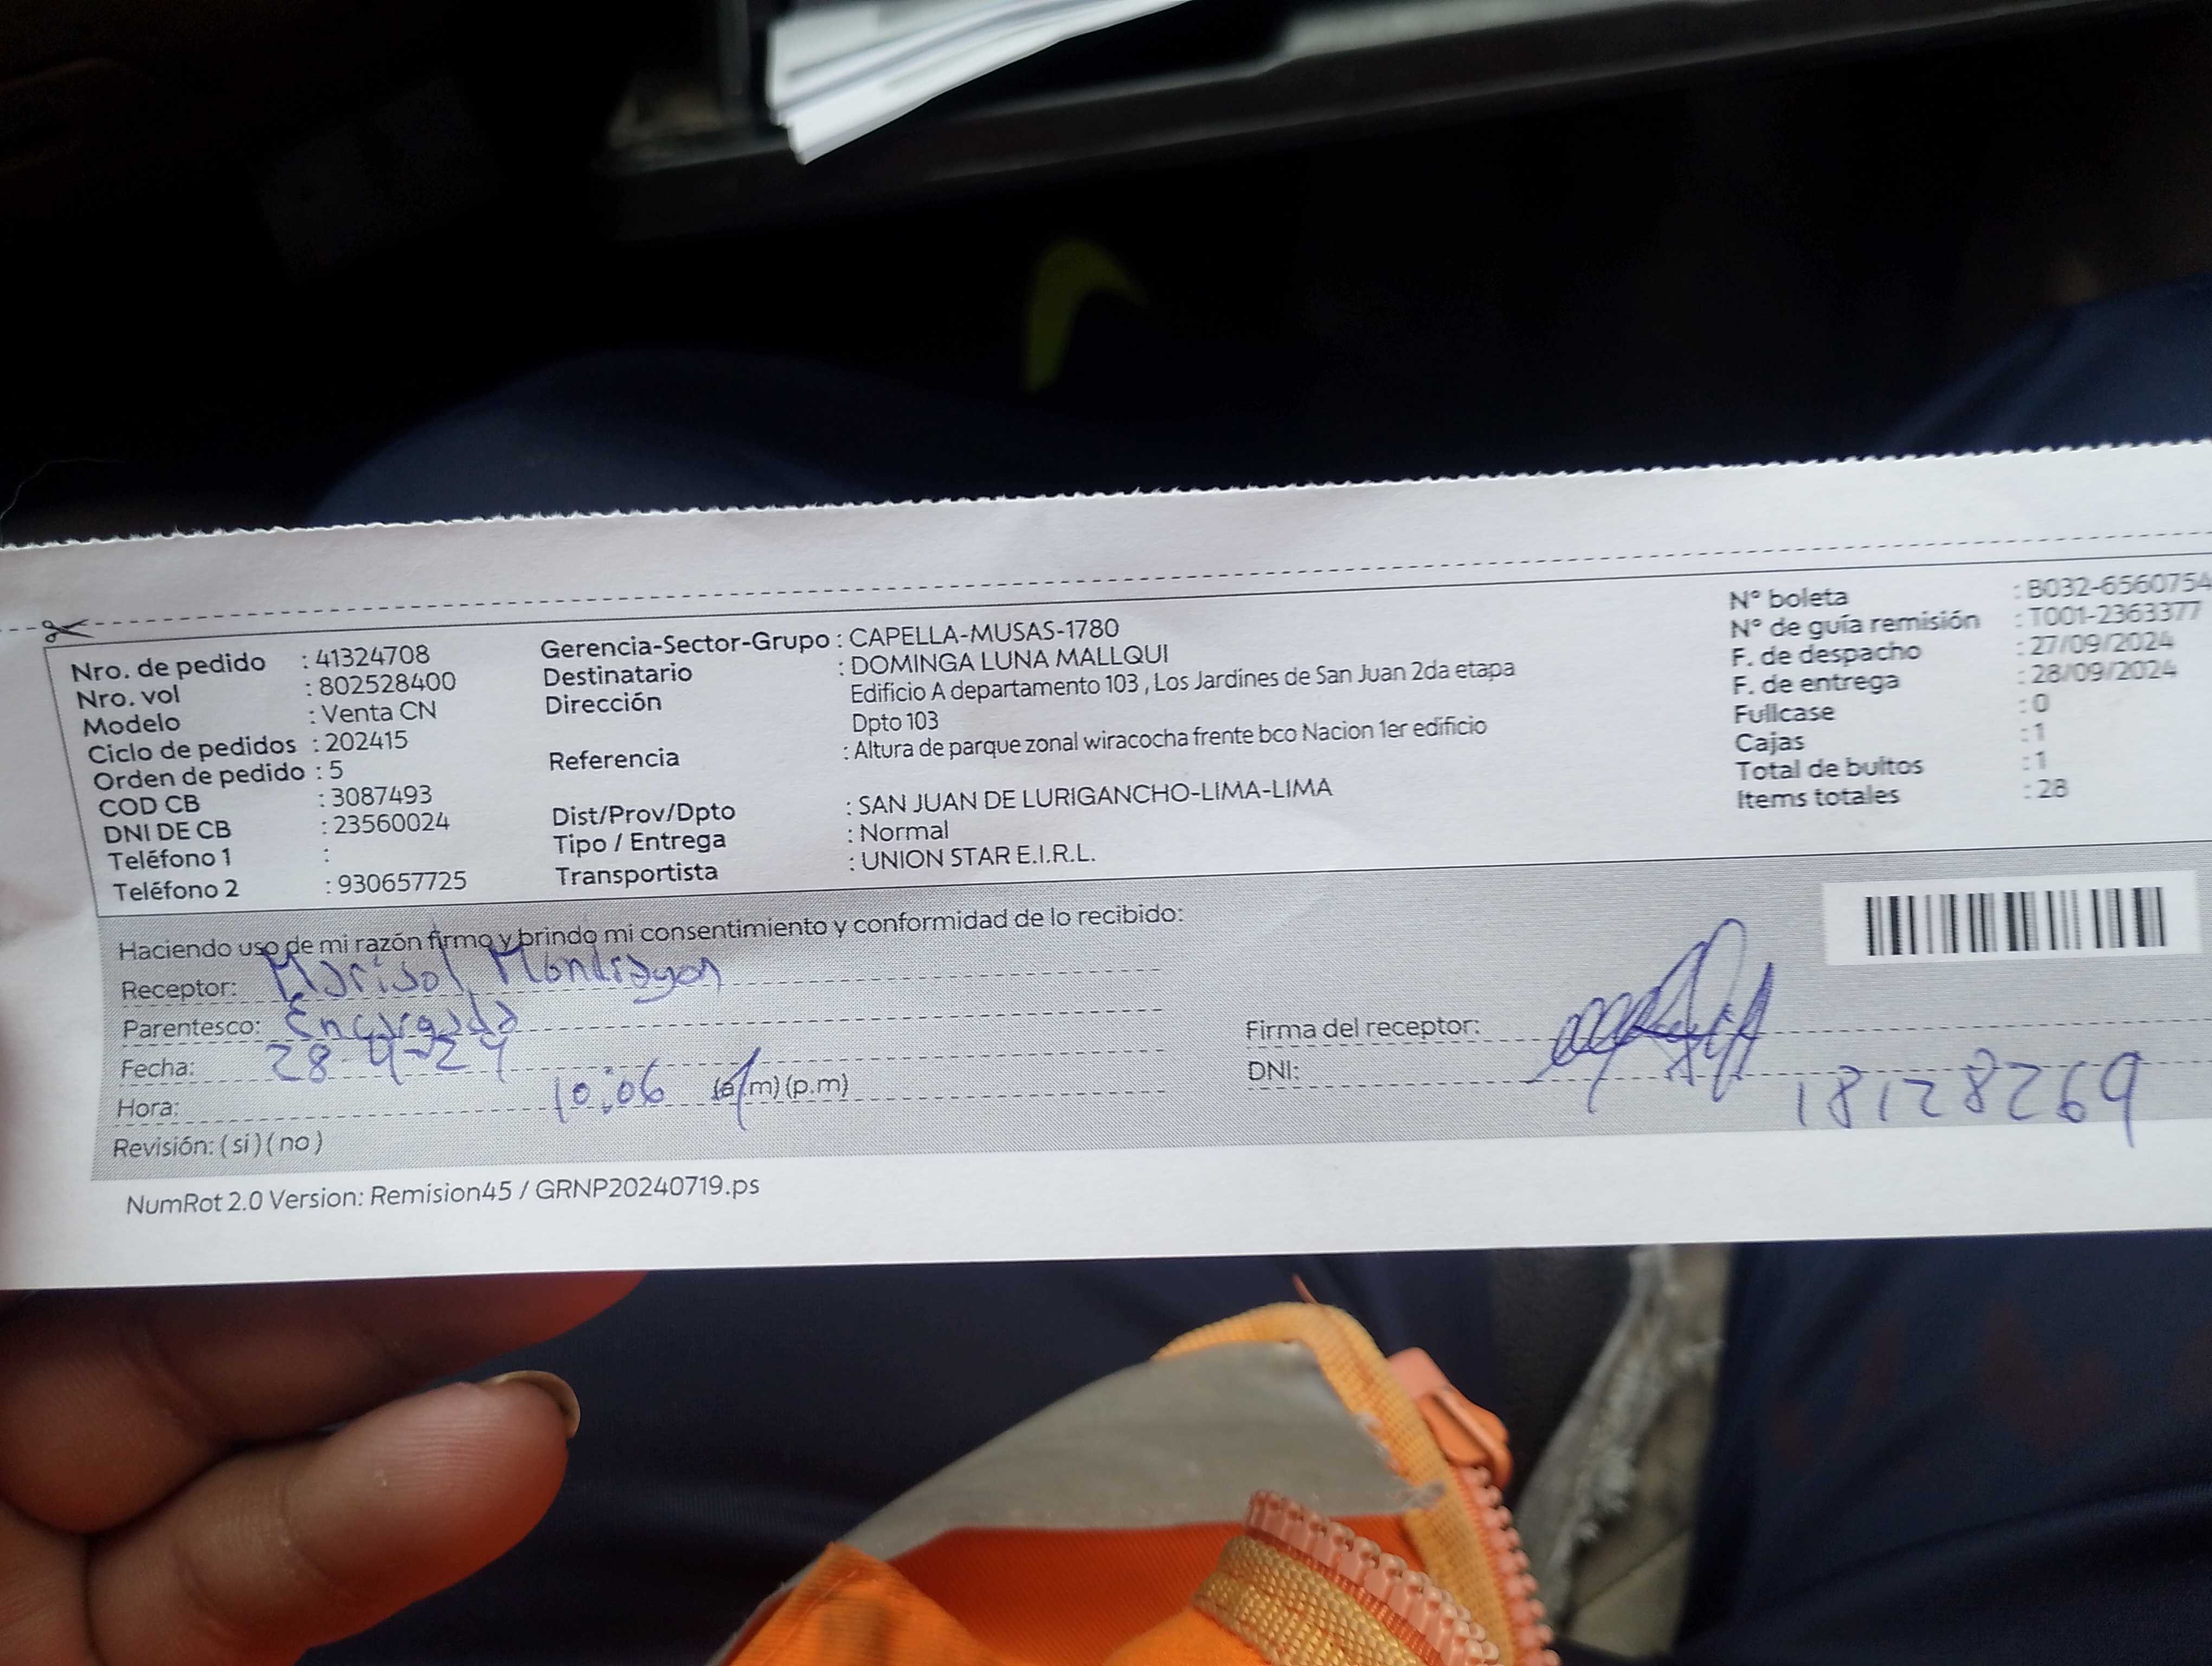 Nro. de pedido : 41324708
Nro. vol : 802528400
Modelo : Venta CN
Ciclo de pedidos : 202415
Orden de pedido : 5
COD CB : 3087493
DNI DE CB : 23560024
Teléfono 1 :
Teléfono 2 : 930657725
Gerencia-Sector-Grupo : CAPELLA-MUSAS-1780
Destinatario : DOMINGA LUNA MALLQUI
Dirección Edificio A departamento 103 , Los Jardines de San Juan 2da etapa
Dpto 103
Referencia : Altura de parque zonal wiracocha frente bco Nacion 1er edificio
Dist/Prov/Dpto : SAN JUAN DE LURIGANCHO-LIMA-LIMA
Tipo / Entrega : Normal
Transportista : UNION STAR E.I.R.L.
N° boleta : B032-6560754
N° de guía remisión : T001-2363377
F. de despacho : 27/09/2024
F. de entrega : 28/09/2024
Fullcase : 0
Cajas : 1
Total de bultos : 1
Items totales : 28
Haciendo uso de mi razón firmo y brindo mi consentimiento y conformidad de lo recibido:
Receptor: Marisol Mondragon
Parentesco: Encargada
Fecha: 28-9-24
Hora: 10:06 (a.m) (p.m)
Revisión: ( si ) ( no )
Firma del receptor:
DNI: 18128269
NumRot 2.0 Version: Remision45 / GRNP20240719.ps